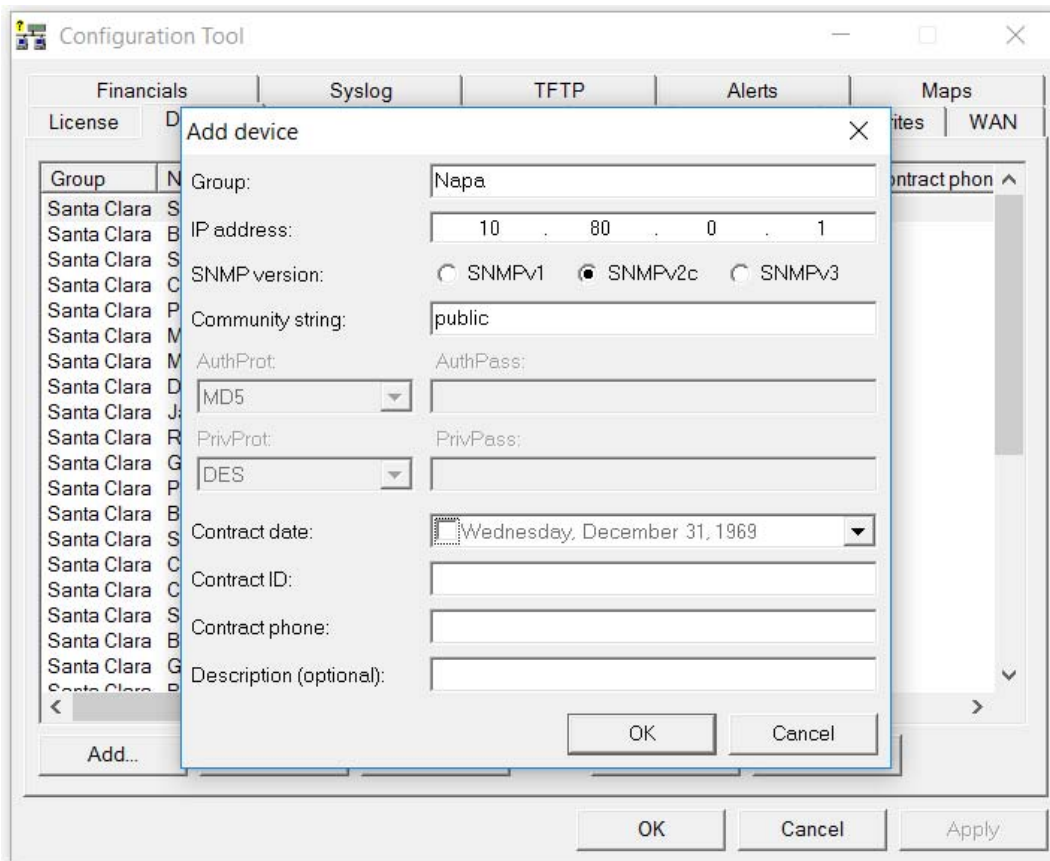 Configuration Tool
Financials Syslog TFTP Alerts Maps
License D rites WAN
Add device
Group N ontract phon
Group: Napa
Santa Clara S
IP address: 10 . 80 . 0 . 1
Santa Clara B
Santa Clara S
SNMP version: SNMPv1 SNMPv2c SNMPv3
Santa Clara C
Santa Clara P
Community string: public
Santa Clara M
Santa Clara M
AuthProt: AuthPass:
Santa Clara D
MD5
Santa Clara Ja
Santa Clara R
PrivProt: PrivPass:
Santa Clara G
DES
Santa Clara P
Santa Clara B
Contract date: Wednesday, December 31, 1969
Santa Clara S
Santa Clara C
Contract ID:
Santa Clara C
Santa Clara S
Contract phone:
Santa Clara B
Santa Clara G
Description (optional):
Santa Clara B
OK Cancel
Add...
OK Cancel Apply